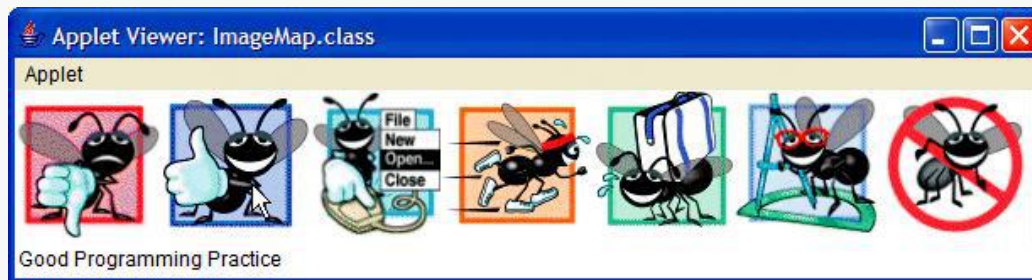 Applet Viewer: ImageMap.class
Applet
File
New
Open...
Close
Good Programming Practice